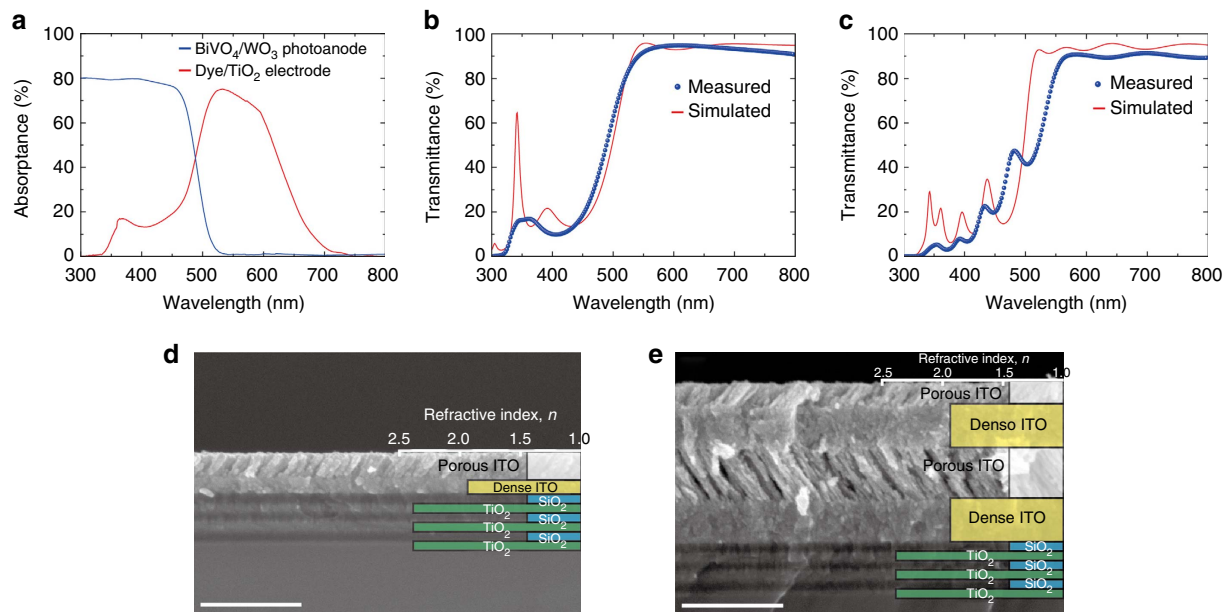 a
100
80
60
40
20
0
300 400 500 600 700 800
Absorptance (%)
Wavelength (nm)
BiVO₄/WO₃ photoanode
Dye/TiO₂ electrode
b
100
80
60
40
20
0
300 400 500 600 700 800
Transmittance (%)
Wavelength (nm)
Measured
Simulated
c
100
80
60
40
20
0
300 400 500 600 700 800
Transmittance (%)
Wavelength (nm)
Measured
Simulated
d
Refractive index, n
2.5 2.0 1.5 1.0
Porous ITO
Dense ITO
SiO₂
TiO₂
SiO₂
TiO₂
SiO₂
TiO₂
e
Refractive index, n
2.5 2.0 1.5 1.0
Porous ITO
Denso ITO
Porous ITO
Dense ITO
SiO₂
TiO₂
SiO₂
TiO₂
SiO₂
TiO₂